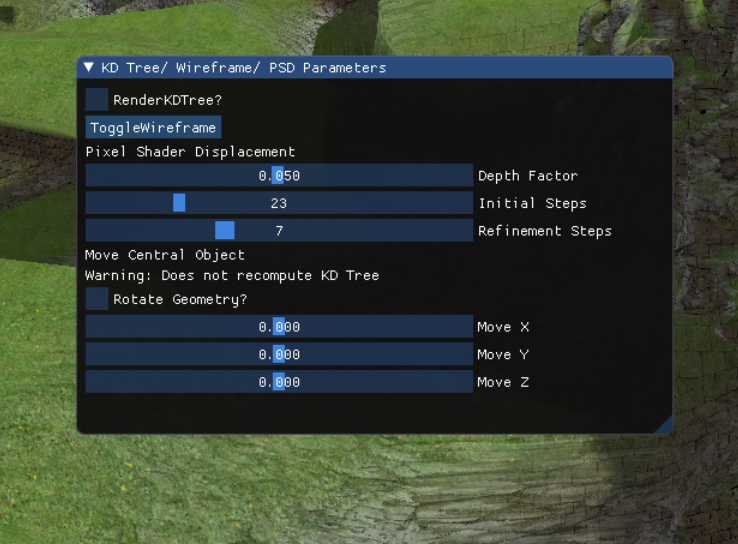 KD Tree/ Wireframe/ PSD Parameters
RenderKDTree?
ToggleWireframe
Pixel Shader Displacement
0.050 Depth Factor
23 Initial Steps
7 Refinement Steps
Move Central Object
Warning: Does not recompute KD Tree
Rotate Geometry?
0.000 Move X
0.000 Move Y
0.000 Move Z